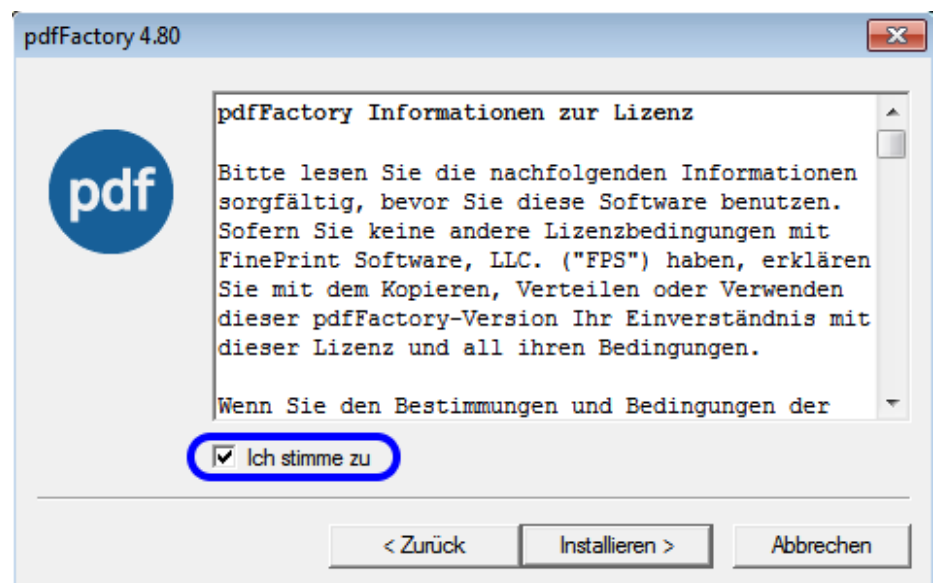 pdfFactory 4.80
pdf
pdfFactory Informationen zur Lizenz
Bitte lesen Sie die nachfolgenden Informationen
sorgfältig, bevor Sie diese Software benutzen.
Sofern Sie keine andere Lizenzbedingungen mit
FinePrint Software, LLC. ("FPS") haben, erklären
Sie mit dem Kopieren, Verteilen oder Verwenden
dieser pdfFactory-Version Ihr Einverständnis mit
dieser Lizenz und all ihren Bedingungen.
Wenn Sie den Bestimmungen und Bedingungen der
Ich stimme zu
< Zurück
Installieren >
Abbrechen